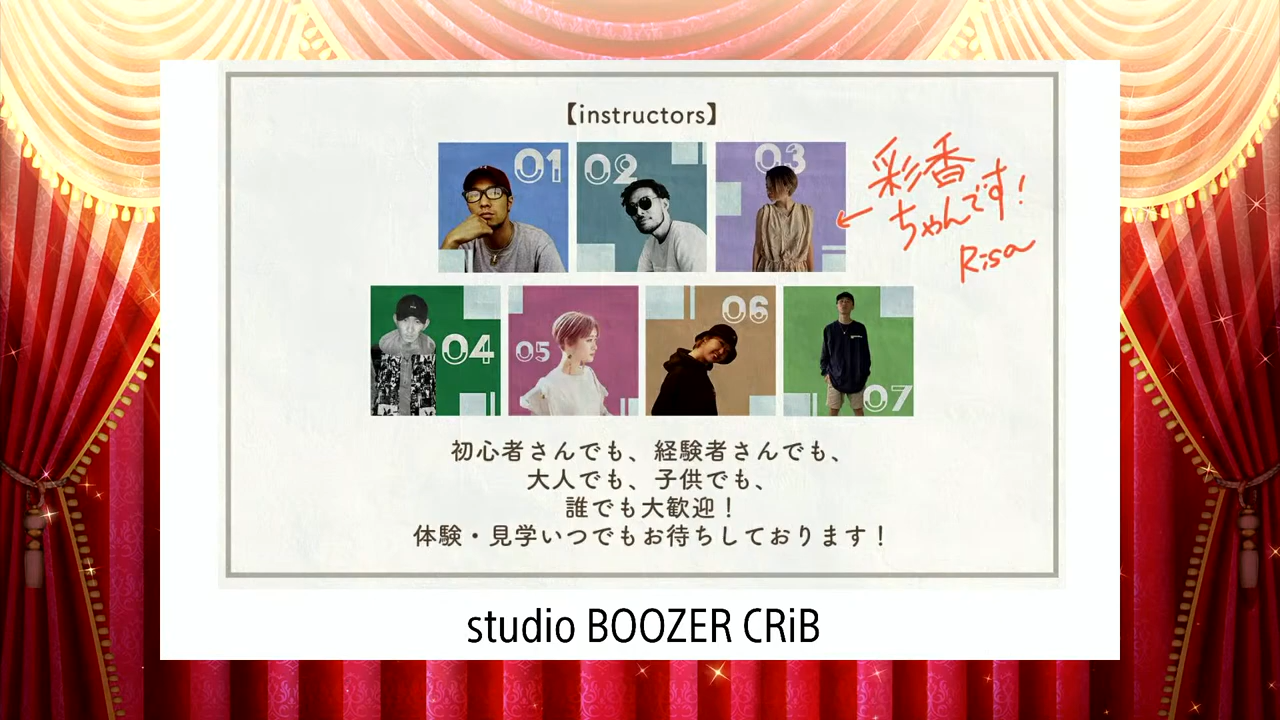 【instructors】
01
02
03
彩香
ちゃんです!
Risa
04
05
06
07
初心者さんでも、経験者さんでも、
大人でも、子供でも、
誰でも大歓迎！
体験・見学いつでもお待ちしております！
studio BOOZER CRiB